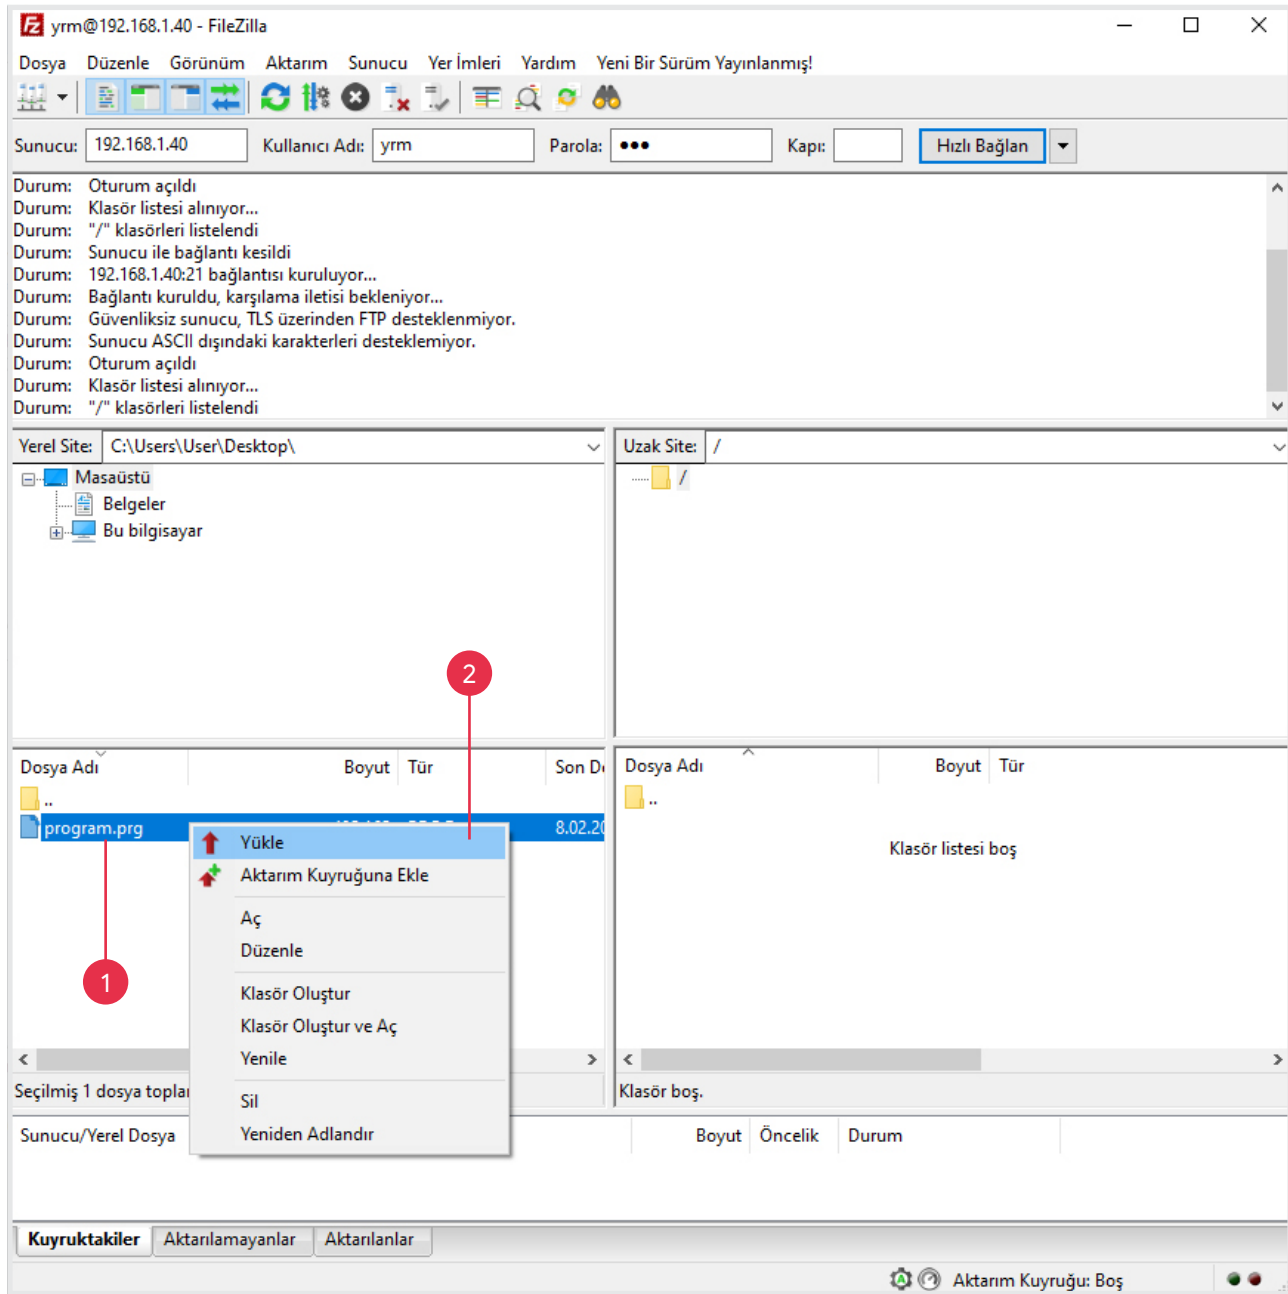 yrm@192.168.1.40 - FileZilla
Dosya Düzenle Görünüm Aktarım Sunucu Yer İmleri Yardım Yeni Bir Sürüm Yayınlanmış!
Sunucu: 192.168.1.40 Kullanıcı Adı: yrm Parola: ●●● Kapı: Hızlı Bağlan
Durum: Oturum açıldı
Durum: Klasör listesi alınıyor...
Durum: "/" klasörleri listelendi
Durum: Sunucu ile bağlantı kesildi
Durum: 192.168.1.40:21 bağlantısı kuruluyor...
Durum: Bağlantı kuruldu, karşılama iletisi bekleniyor...
Durum: Güvenliksiz sunucu, TLS üzerinden FTP desteklenmiyor.
Durum: Sunucu ASCII dışındaki karakterleri desteklemiyor.
Durum: Oturum açıldı
Durum: Klasör listesi alınıyor...
Durum: "/" klasörleri listelendi
Yerel Site: C:\Users\User\Desktop\
Masaüstü
Belgeler
Bu bilgisayar
Uzak Site: /
/
2
Dosya Adı Boyut Tür Son D
..
program.prg 8.02.20
1
Yükle
Aktarım Kuyruğuna Ekle
Aç
Düzenle
Klasör Oluştur
Klasör Oluştur ve Aç
Yenile
Sil
Yeniden Adlandır
Seçilmiş 1 dosya topla
Dosya Adı Boyut Tür
..
Klasör listesi boş
Klasör boş.
Sunucu/Yerel Dosya Boyut Öncelik Durum
Kuyruktakiler Aktarılamayanlar Aktarılanlar
Aktarım Kuyruğu: Boş